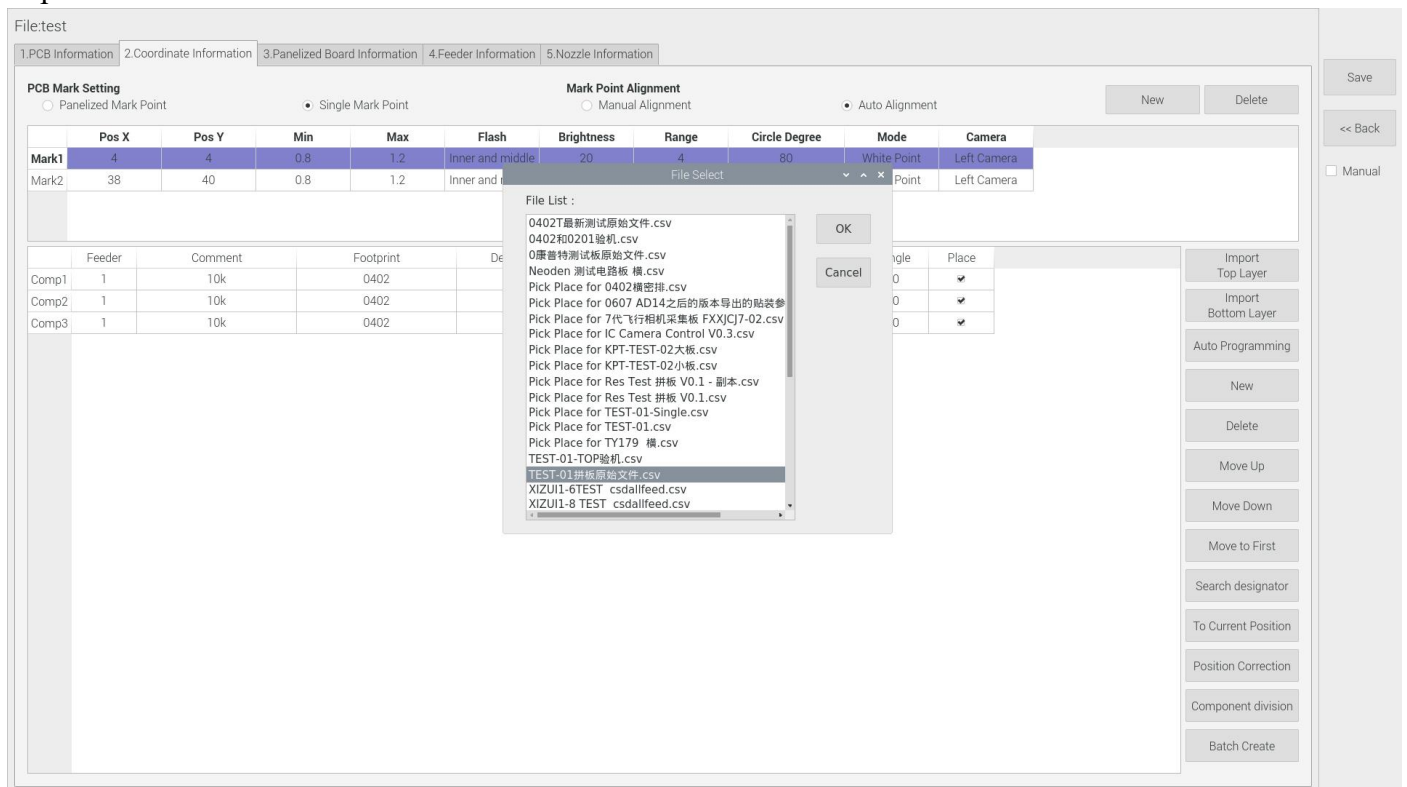 File:test
1.PCB Information 2.Coordinate Information 3.Panelized Board Information 4.Feeder Information 5.Nozzle Information
PCB Mark Setting Mark Point Alignment
Panelized Mark Point Single Mark Point Manual Alignment Auto Alignment New Delete
Save
<< Back
Manual
Pos X Pos Y Min Max Flash Brightness Range Circle Degree Mode Camera
Mark1 4 4 0.8 1.2 Inner and middle 20 4 80 White Point Left Camera
Mark2 38 40 0.8 1.2 Inner and Point Left Camera
Feeder Comment Footprint De Place
Comp1 1 10k 0402 0
Comp2 1 10k 0402 0
Comp3 1 10k 0402 0
File Select
File List :
0402T最新测试原始文件.csv
0402和0201验机.csv
0康普特测试板原始文件.csv
Neoden 测试电路板 横.csv
Pick Place for 0402横密排.csv
Pick Place for 0607 AD14之后的版本导出的贴装参
Pick Place for 7代飞行相机采集板 FXXJCJ7-02.csv
Pick Place for IC Camera Control V0.3.csv
Pick Place for KPT-TEST-02大板.csv
Pick Place for KPT-TEST-02小板.csv
Pick Place for Res Test 拼板 V0.1 - 副本.csv
Pick Place for Res Test 拼板 V0.1.csv
Pick Place for TEST-01-Single.csv
Pick Place for TEST-01.csv
Pick Place for TY179 横.csv
TEST-01-TOP验机.csv
TEST-01拼板原始文件.csv
XIZUI1-6TEST csdallfeed.csv
XIZUI1-8 TEST csdallfeed.csv
OK
Cancel
Import
Top Layer
Import
Bottom Layer
Auto Programming
New
Delete
Move Up
Move Down
Move to First
Search designator
To Current Position
Position Correction
Component division
Batch Create